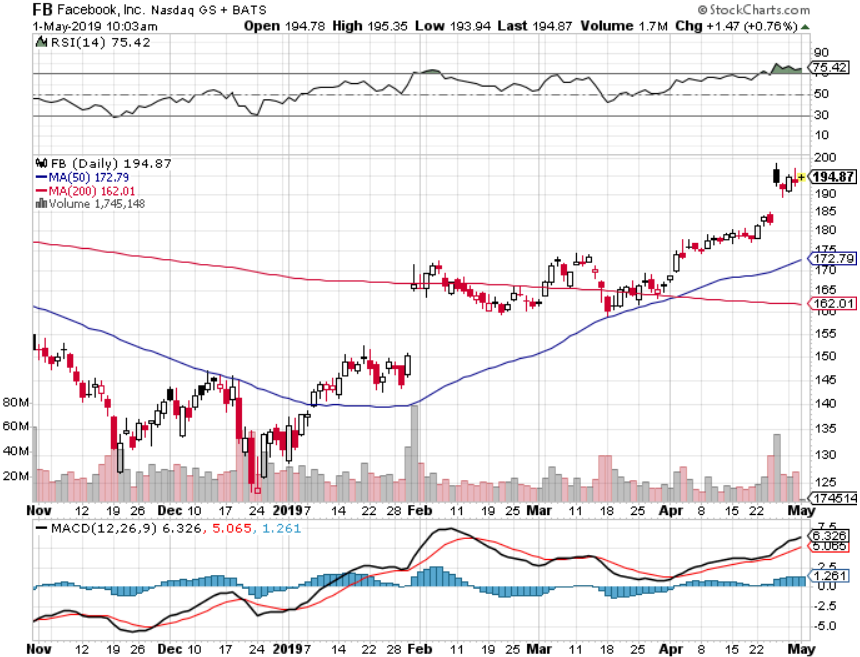 FB Facebook, Inc. Nasdaq GS + BATS © StockCharts.com
1-May-2019 10:03am Open 194.78 High 195.35 Low 193.94 Last 194.87 Volume 1.7M Chg +1.47 (+0.76%)
RSI(14) 75.42
90
75.42
50
30
10
FB (Daily) 194.87
MA(50) 172.79
MA(200) 162.01
Volume 1,745,148
200
194.87
190
185
180
175
172.79
170
165
162.01
160
155
150
145
140
135
130
125
1745148
80M
60M
40M
20M
Nov 12 19 26 Dec 10 17 24 2019 7 14 22 28 Feb 11 19 25 Mar 11 18 25 Apr 8 15 22 May
MACD(12,26,9) 6.326, 5.065, 1.261
7.5
6.326
5.065
2.5
1.261
0.0
-2.5
-5.0
Nov 12 19 26 Dec 10 17 24 2019 7 14 22 28 Feb 11 19 25 Mar 11 18 25 Apr 8 15 22 May